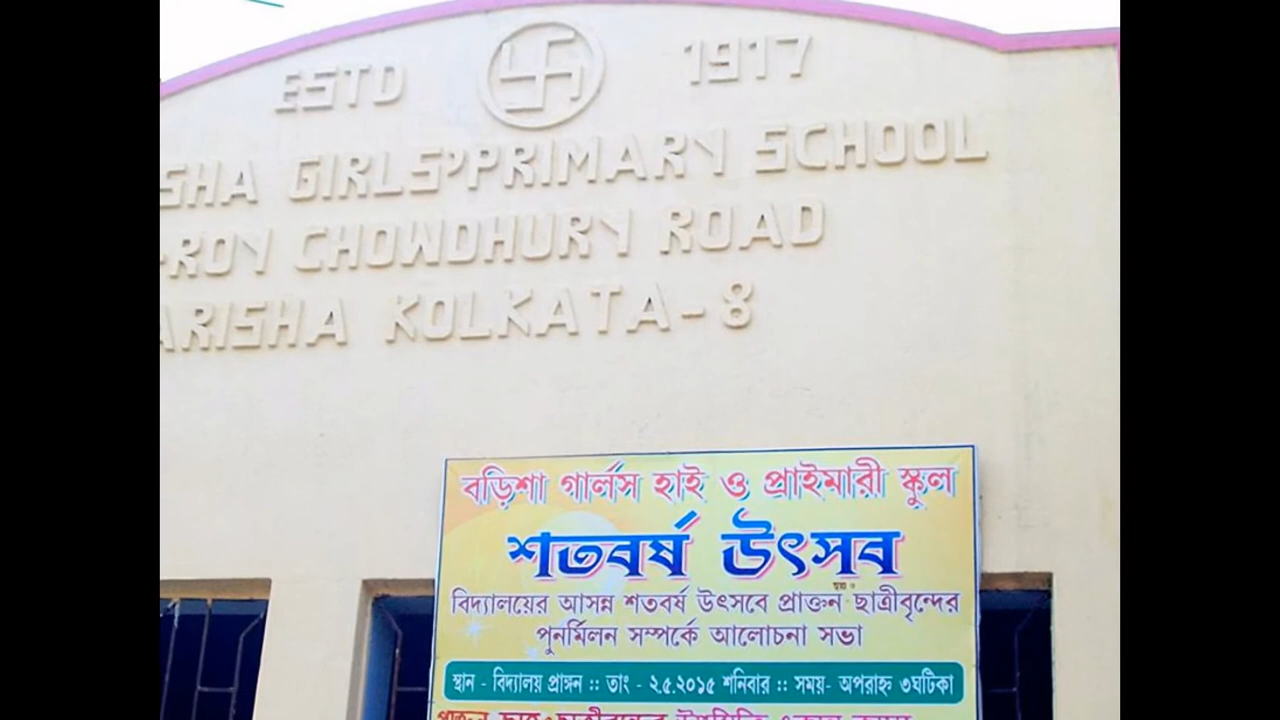 ESTD 1917
SHA GIRLS' PRIMARY SCHOOL
ROY CHOWDHURY ROAD
ARISHA KOLKATA-8
বড়িশা গার্লস হাই ও প্রাইমারী স্কুল
শতবর্ষ উৎসব
বিদ্যালয়ের আসন্ন শতবর্ষ উৎসবে প্রাক্তন ছাত্রীবৃন্দের
পুনর্মিলন সম্পর্কে আলোচনা সভা
স্থান - বিদ্যালয় প্রাঙ্গন :: তাং - ২.৫.২০১৫ শনিবার :: সময়- অপরাহ্ন ৩ঘটিকা